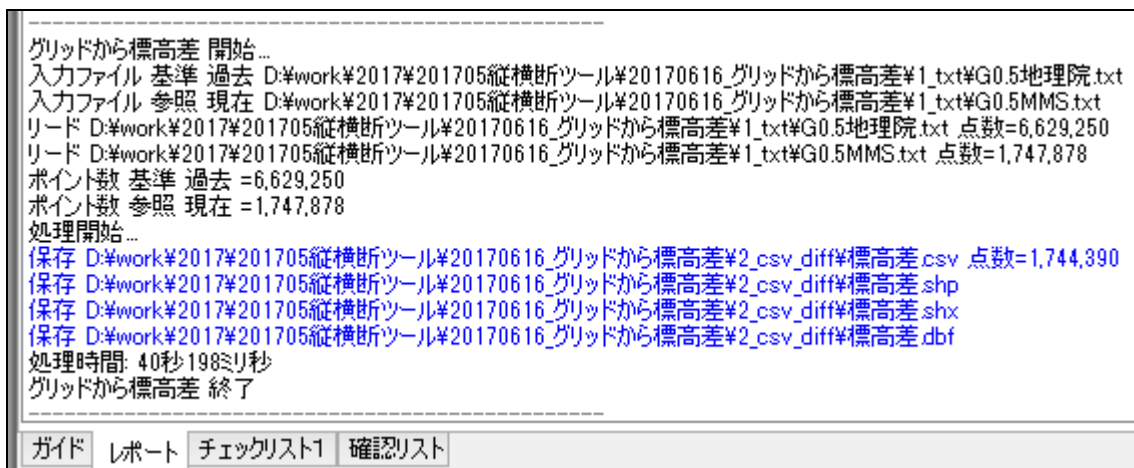 ------------------------------------------------
グリッドから標高差 開始...
入力ファイル 基準 過去 D:¥work¥2017¥201705縦横断ツール¥20170616_グリッドから標高差¥1_txt¥G0.5地理院.txt
入力ファイル 参照 現在 D:¥work¥2017¥201705縦横断ツール¥20170616_グリッドから標高差¥1_txt¥G0.5MMS.txt
リード D:¥work¥2017¥201705縦横断ツール¥20170616_グリッドから標高差¥1_txt¥G0.5地理院.txt 点数=6,629,250
リード D:¥work¥2017¥201705縦横断ツール¥20170616_グリッドから標高差¥1_txt¥G0.5MMS.txt 点数=1,747,878
ポイント数 基準 過去 =6,629,250
ポイント数 参照 現在 =1,747,878
処理開始...
保存 D:¥work¥2017¥201705縦横断ツール¥20170616_グリッドから標高差¥2_csv_diff¥標高差.csv 点数=1,744,390
保存 D:¥work¥2017¥201705縦横断ツール¥20170616_グリッドから標高差¥2_csv_diff¥標高差.shp
保存 D:¥work¥2017¥201705縦横断ツール¥20170616_グリッドから標高差¥2_csv_diff¥標高差.shx
保存 D:¥work¥2017¥201705縦横断ツール¥20170616_グリッドから標高差¥2_csv_diff¥標高差.dbf
処理時間: 40秒198ミリ秒
グリッドから標高差 終了
------------------------------------------------
ガイド レポート チェックリスト1 確認リスト